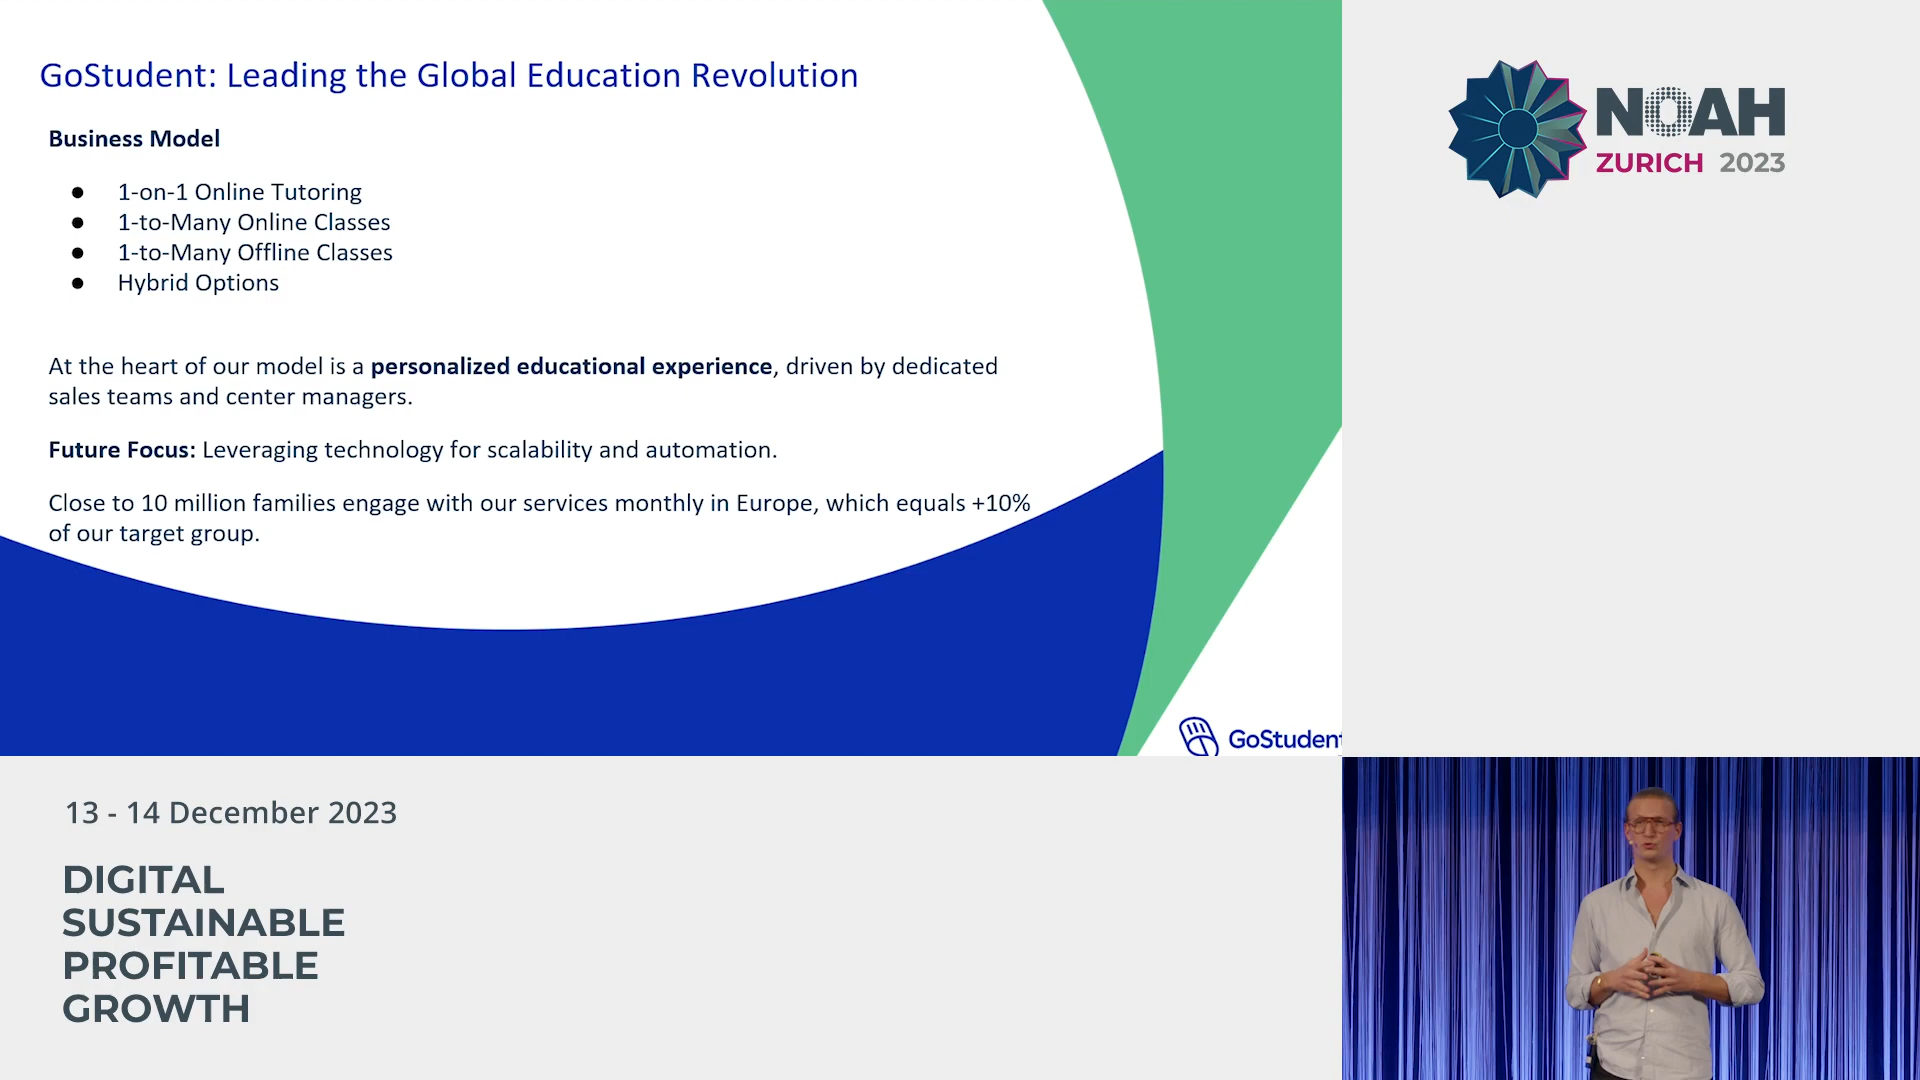 GoStudent: Leading the Global Education Revolution
Business Model
● 1-on-1 Online Tutoring
● 1-to-Many Online Classes
● 1-to-Many Offline Classes
● Hybrid Options
At the heart of our model is a personalized educational experience, driven by dedicated
sales teams and center managers.
Future Focus: Leveraging technology for scalability and automation.
Close to 10 million families engage with our services monthly in Europe, which equals +10%
of our target group.
GoStudent
NOAH
ZURICH 2023
13 - 14 December 2023
DIGITAL
SUSTAINABLE
PROFITABLE
GROWTH